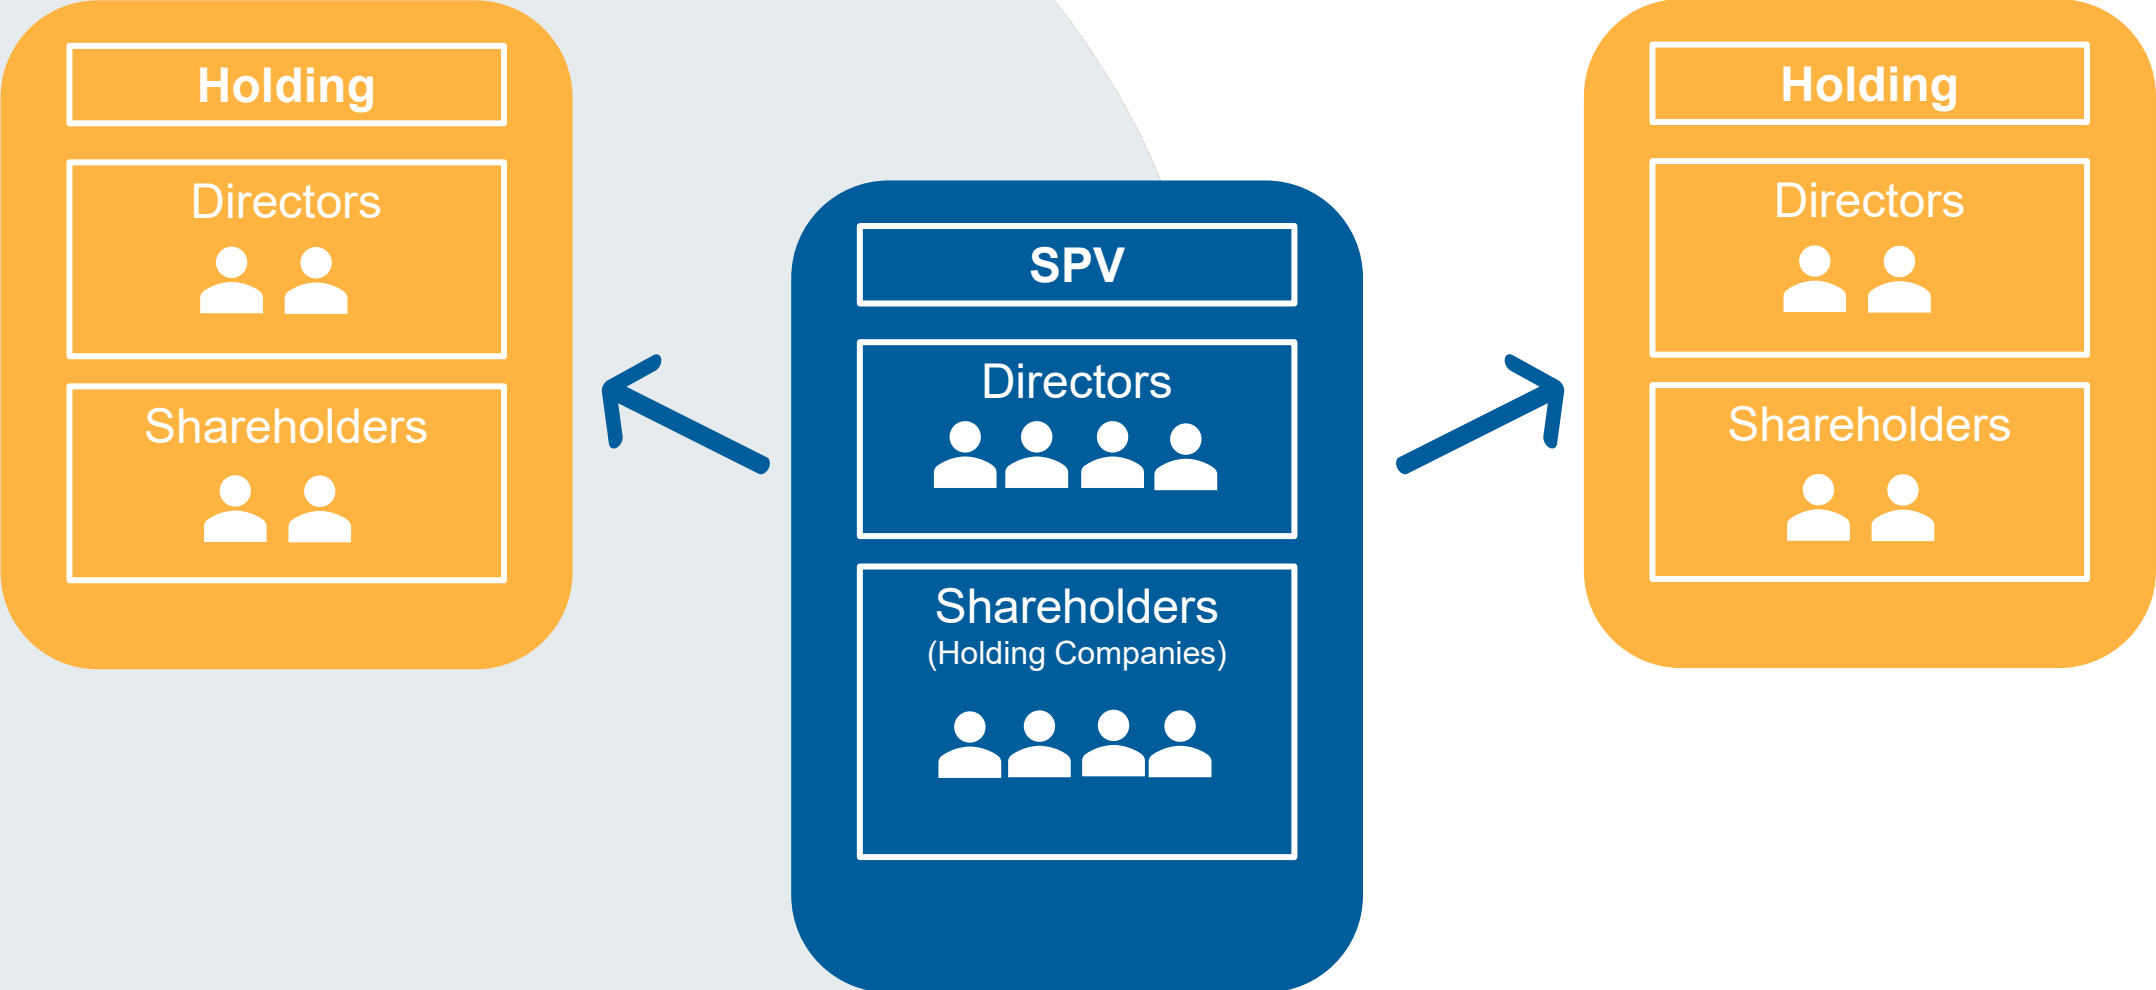 Holding
Directors
Shareholders
SPV
Directors
Shareholders
(Holding Companies)
Holding
Directors
Shareholders